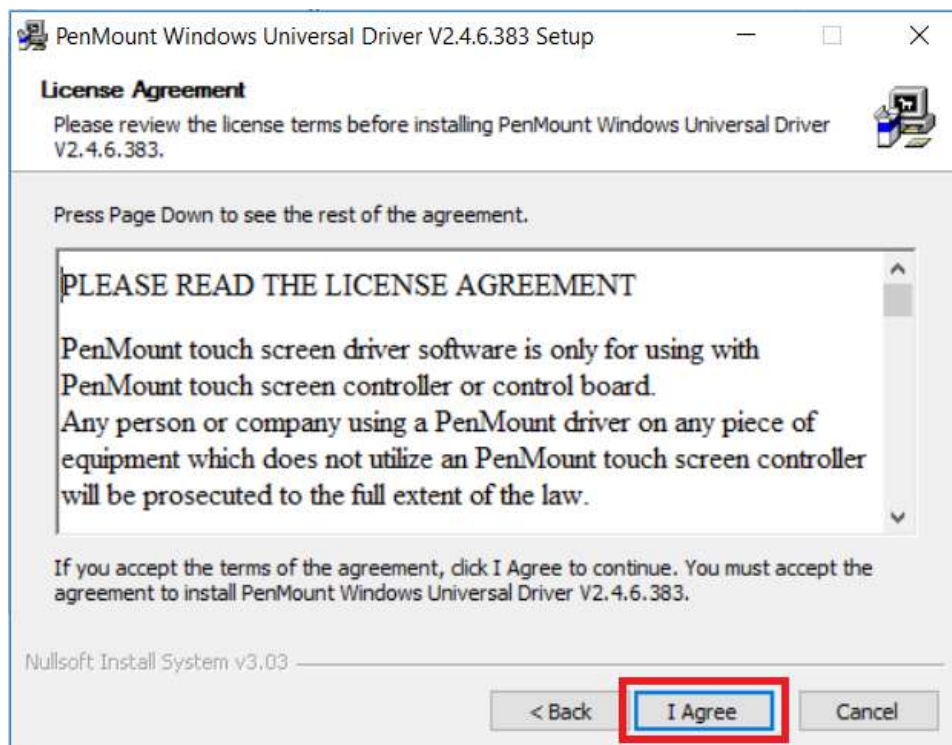 PenMount Windows Universal Driver V2.4.6.383 Setup
License Agreement
Please review the license terms before installing PenMount Windows Universal Driver
V2.4.6.383.
Press Page Down to see the rest of the agreement.
PLEASE READ THE LICENSE AGREEMENT
PenMount touch screen driver software is only for using with
PenMount touch screen controller or control board.
Any person or company using a PenMount driver on any piece of
equipment which does not utilize an PenMount touch screen controller
will be prosecuted to the full extent of the law.
If you accept the terms of the agreement, click I Agree to continue. You must accept the
agreement to install PenMount Windows Universal Driver V2.4.6.383.
Nullsoft Install System v3.03
< Back
I Agree
Cancel